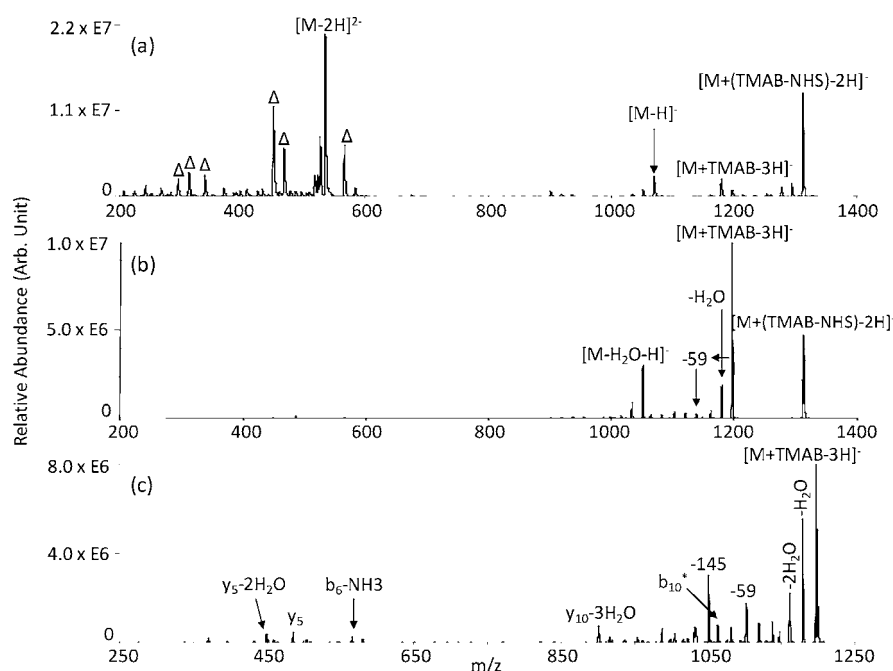 Relative Abundance (Arb. Unit)
(a)
2.2 E7
1.1 E7
0
Δ Δ Δ Δ Δ Δ
[M-2H]²⁻
[M-H]⁻
[M+TMAB-3H]⁻
[M+(TMAB-NHS)-2H]⁻
200 400 600 800 1000 1200 1400
(b)
1.0 E7
5.0 E6
0
[M-H₂O-H]⁻
-59
-H₂O
[M+TMAB-3H]⁻
[M+(TMAB-NHS)-2H]⁻
200 400 600 800 1000 1200 1400
(c)
8.0 E6
4.0 E6
0
y₅-2H₂O
y₅
b₆-NH3
y₁₀-3H₂O
b₁₀*
-145
-59
-2H₂O
-H₂O
[M+TMAB-3H]⁻
250 450 650 850 1050 1250
m/z